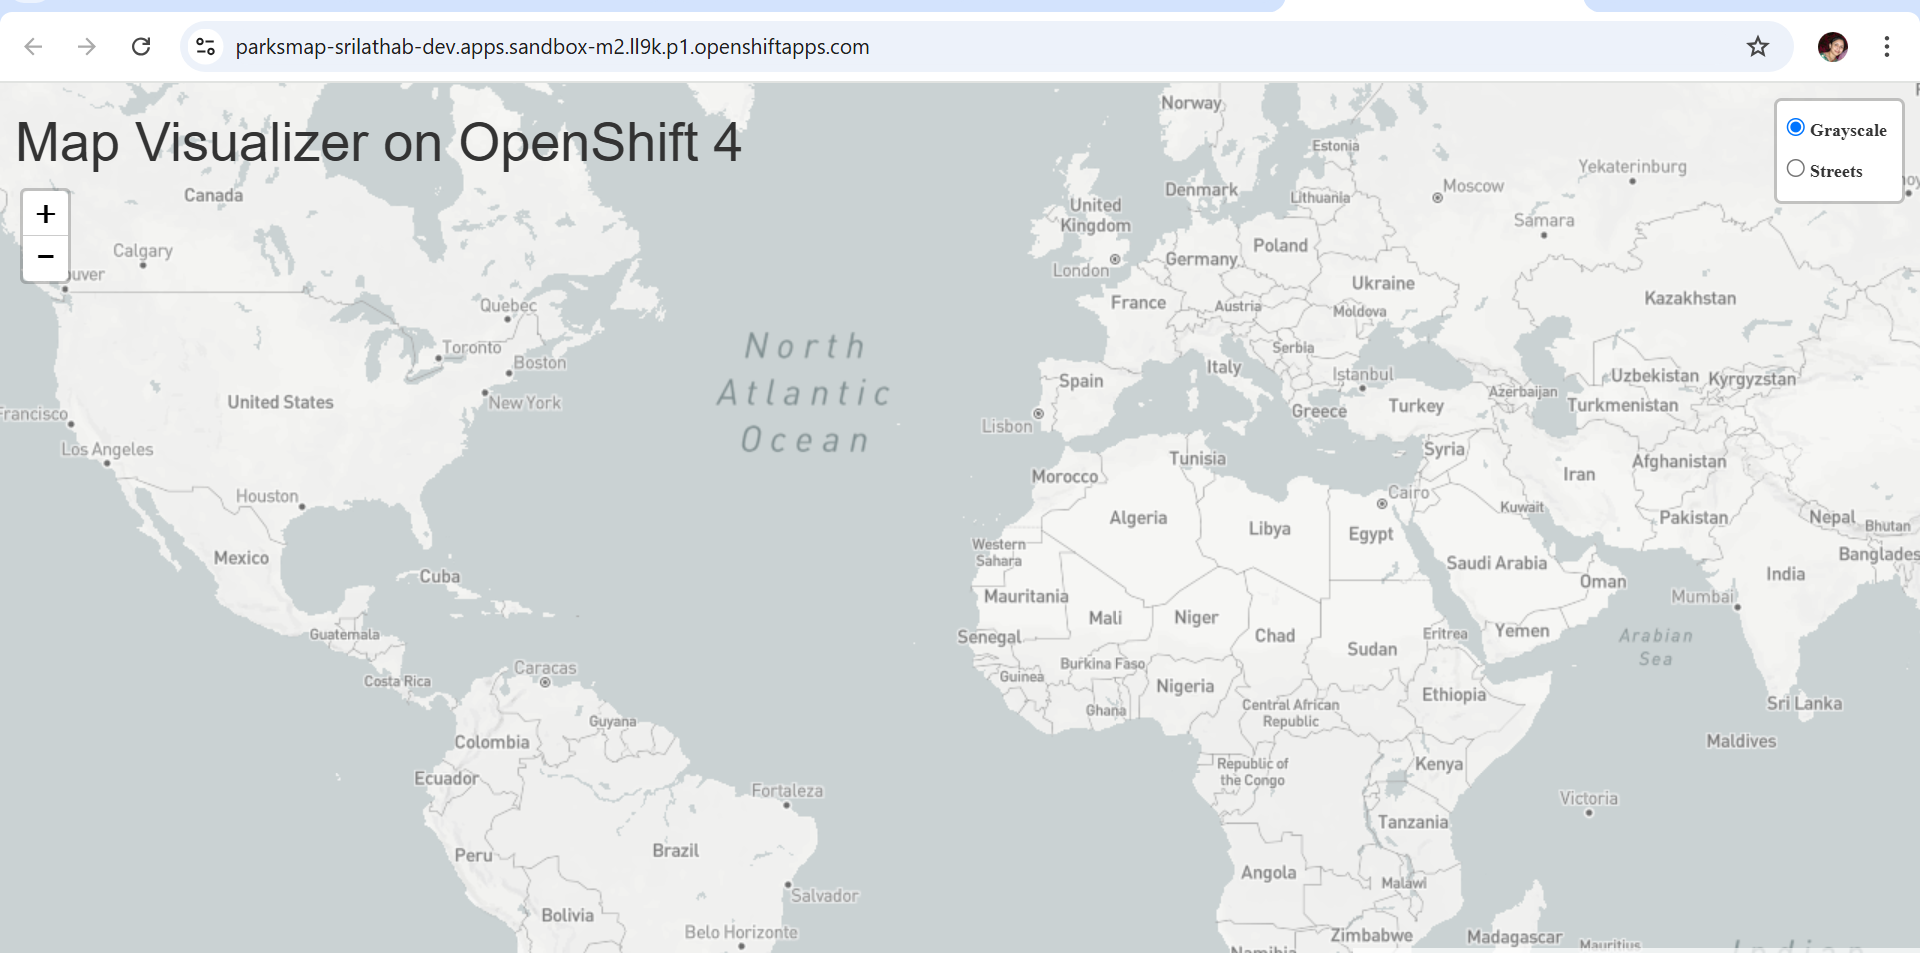 parksmap-srilathab-dev.apps.sandbox-m2.ll9k.p1.openshiftapps.com
Map Visualizer on OpenShift 4
+
−
Grayscale
Streets
Norway
Estonia
Yekaterinburg
Moscow
Denmark
Lithuania
Canada
United
Kingdom
Samara
Poland
Calgary
Germany
London
Ukraine
uver
Kazakhstan
France
Austria
Moldova
Quebec
Toronto
Serbia
North
Atlantic
Ocean
Boston
Italy
Istanbul
Uzbekistan
Kyrgyzstan
Spain
Azerbaijan
United States
New York
Greece
Turkey
Turkmenistan
Francisco
Lisbon
Los Angeles
Syria
Tunisia
Afghanistan
Morocco
Iran
Houston
Cairo
Kuwait
Algeria
Libya
Egypt
Pakistan
Nepal
Bhutan
Western
Sahara
Mexico
Saudi Arabia
Banglades
Cuba
Oman
India
Mauritania
Mumbai
Mali
Niger
Guatemala
Senegal
Chad
Eritrea
Yemen
Arabian
Sea
Sudan
Caracas
Burkina Faso
Costa Rica
Guinea
Nigeria
Ethiopia
Ghana
Central African
Republic
Sri Lanka
Guyana
Colombia
Maldives
Ecuador
Republic of
the Congo
Kenya
Fortaleza
Victoria
Tanzania
Brazil
Peru
Angola
Malawi
Salvador
Bolivia
Belo Horizonte
Zimbabwe
Madagascar
Mauritius
Namibia
Indian